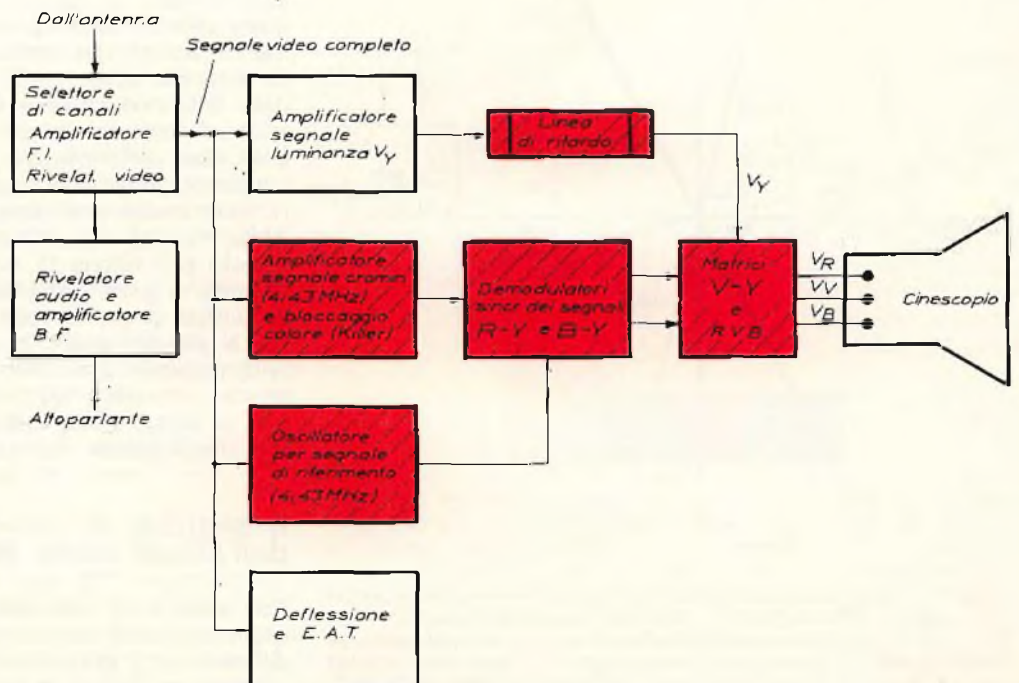 Dall'antenna
Segnale video completo
Selettore
di canali
Amplificatore
F.I.
Rivelat. video
Amplificatore
segnale
luminanza VY
Linea
di ritardo
VY
Rivelatore
audio e
amplificatore
B.F.
Amplificatore
segnale cromin.
(4,43 MHz)
e bloccaggio
colore (Killer)
Demodulatori
sincr dei segnali
R-Y e B-Y
Matrici
V-Y
e
R V B
VR
VV
VB
Cinescopio
Altoparlante
Oscillatore
per segnale
di riferimento
(4,43 MHz)
Deflessione
e E.A.T.